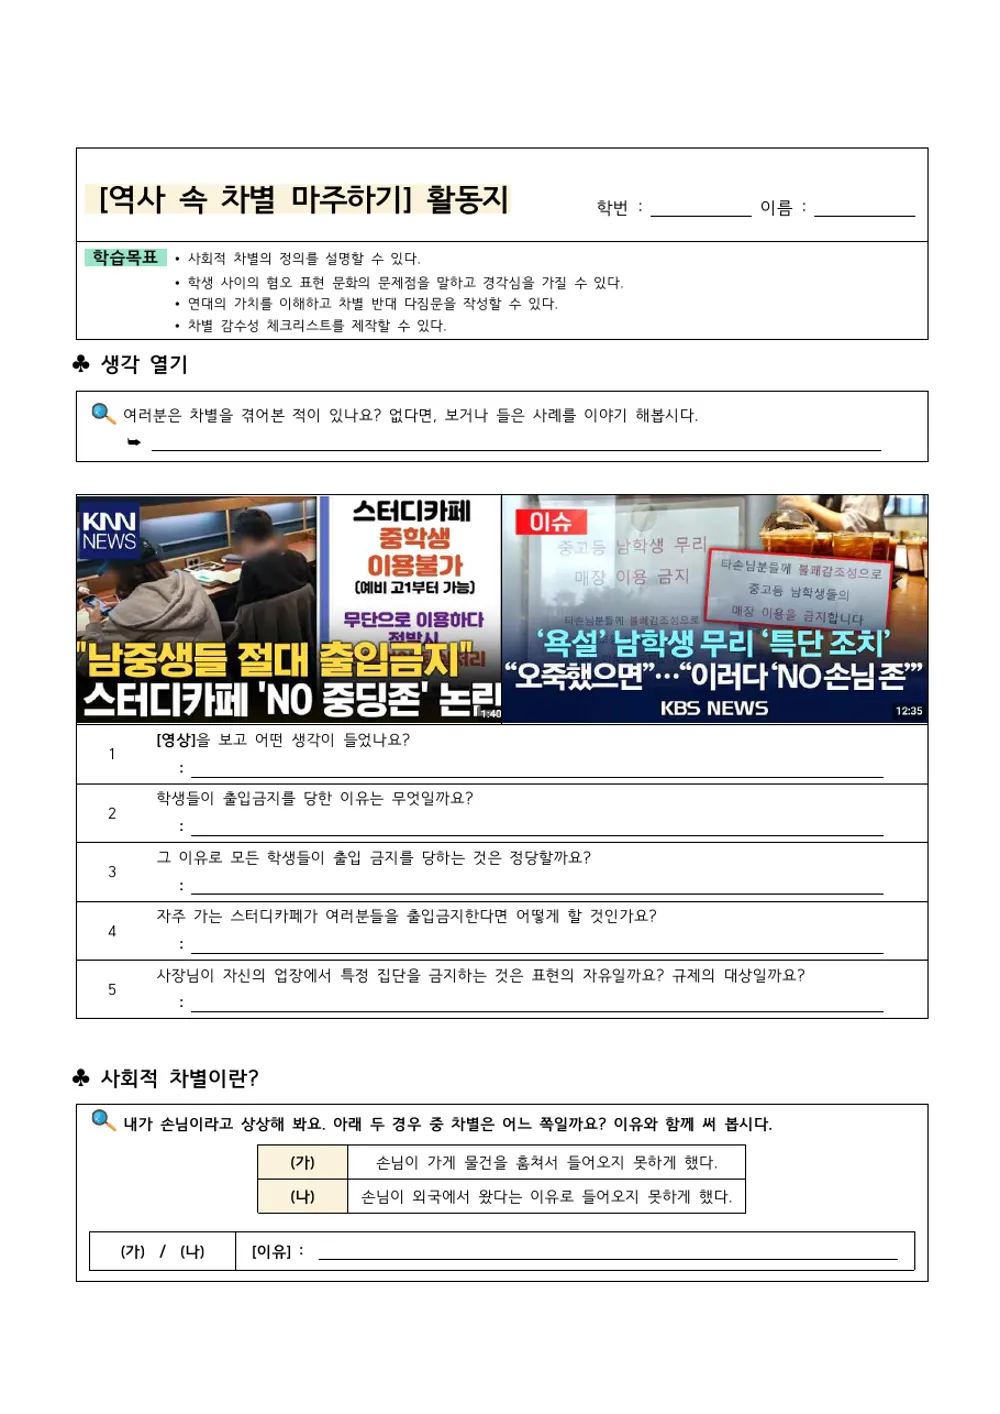 [역사 속 차별 마주하기] 활동지
학번 : 이름 :
학습목표
• 사회적 차별의 정의를 설명할 수 있다.
• 학생 사이의 혐오 표현 문화의 문제점을 말하고 경각심을 가질 수 있다.
• 연대의 가치를 이해하고 차별 반대 다짐문을 작성할 수 있다.
• 차별 감수성 체크리스트를 제작할 수 있다.
♣ 생각 열기
여러분은 차별을 겪어본 적이 있나요? 없다면, 보거나 들은 사례를 이야기 해봅시다.
➥
KNN
NEWS
스터디카페
중학생
이용불가
(예비 고1부터 가능)
무단으로 이용하다
적발시
"남중생들 절대 출입금지"
스터디카페 'NO 중딩존' 논란
1:40
이슈
중고등 남학생 무리
매장 이용 금지
타손님분들께 불쾌감조성으로
타손님분들께 불쾌감조성으로
중고등 남학생들의
매장 이용을 금지합니다
‘욕설’ 남학생 무리 ‘특단 조치’
“오죽했으면”…“이러다 ‘NO 손님 존’”
KBS NEWS
12:35
1
[영상]을 보고 어떤 생각이 들었나요?
:
2
학생들이 출입금지를 당한 이유는 무엇일까요?
:
3
그 이유로 모든 학생들이 출입 금지를 당하는 것은 정당할까요?
:
4
자주 가는 스터디카페가 여러분들을 출입금지한다면 어떻게 할 것인가요?
:
5
사장님이 자신의 업장에서 특정 집단을 금지하는 것은 표현의 자유일까요? 규제의 대상일까요?
:
♣ 사회적 차별이란?
내가 손님이라고 상상해 봐요. 아래 두 경우 중 차별은 어느 쪽일까요? 이유와 함께 써 봅시다.
(가) 손님이 가게 물건을 훔쳐서 들어오지 못하게 했다.
(나) 손님이 외국에서 왔다는 이유로 들어오지 못하게 했다.
(가) / (나) [이유] :